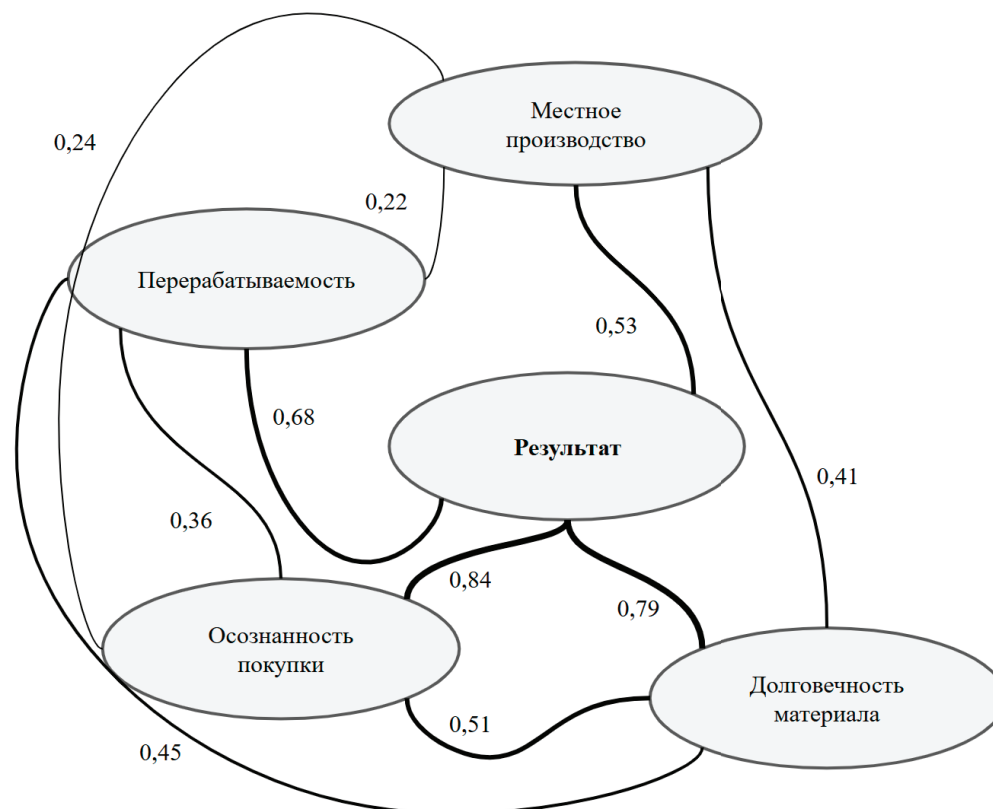 Местное
производство
0,24
0,22
Перерабатываемость
0,53
0,68
Результат
0,41
0,36
0,84
0,79
Осознанность
покупки
Долговечность
материала
0,51
0,45